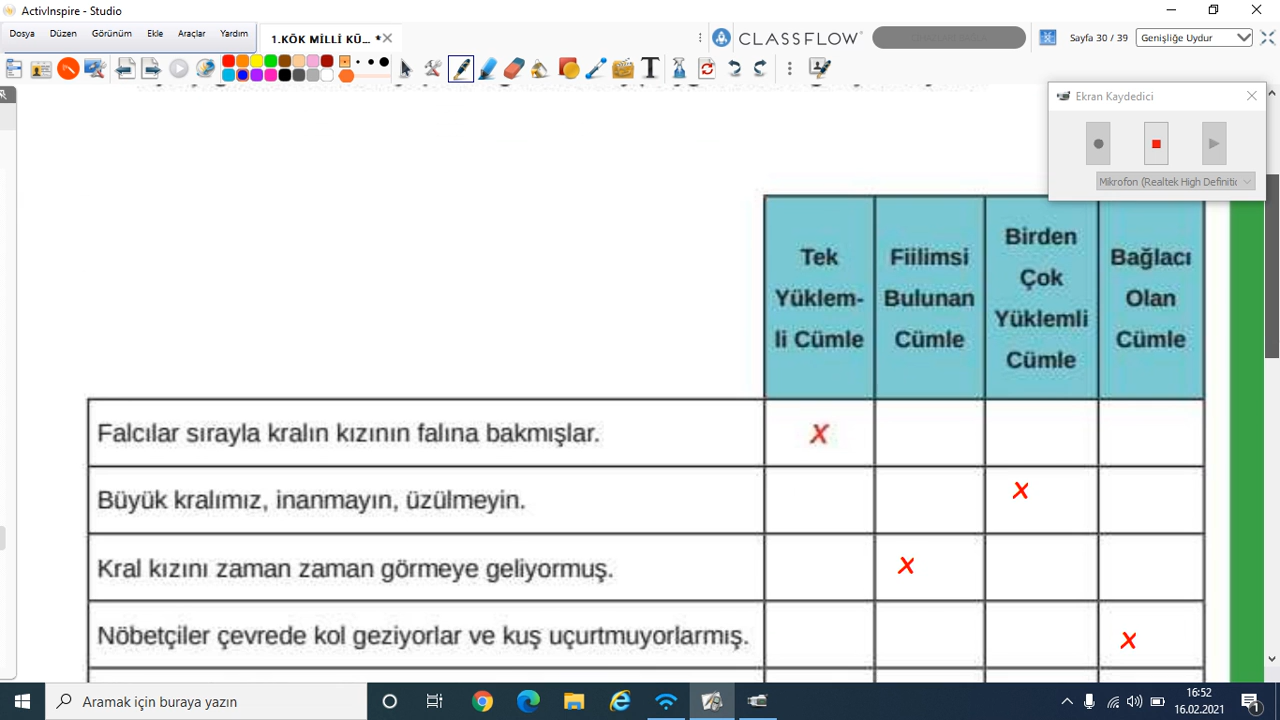 ActivInspire - Studio
Dosya Düzen Görünüm Ekle Araçlar Yardım
1.KÖK MİLLİ KÜ... *
CLASSFLOW
Sayfa 30 / 39
Genişliğe Uydur
Ekran Kaydedici
Mikrofon (Realtek High Definitic
Tek
Yüklem-
li Cümle
Fiilimsi
Bulunan
Cümle
Birden
Çok
Yüklemli
Cümle
Bağlacı
Olan
Cümle
Falcılar sırayla kralın kızının falına bakmışlar. X
Büyük kralımız, inanmayın, üzülmeyin. X
Kral kızını zaman zaman görmeye geliyormuş. X
Nöbetçiler çevrede kol geziyorlar ve kuş uçurtmuyorlarmış. X
Aramak için buraya yazın
16:52
16.02.2021
1